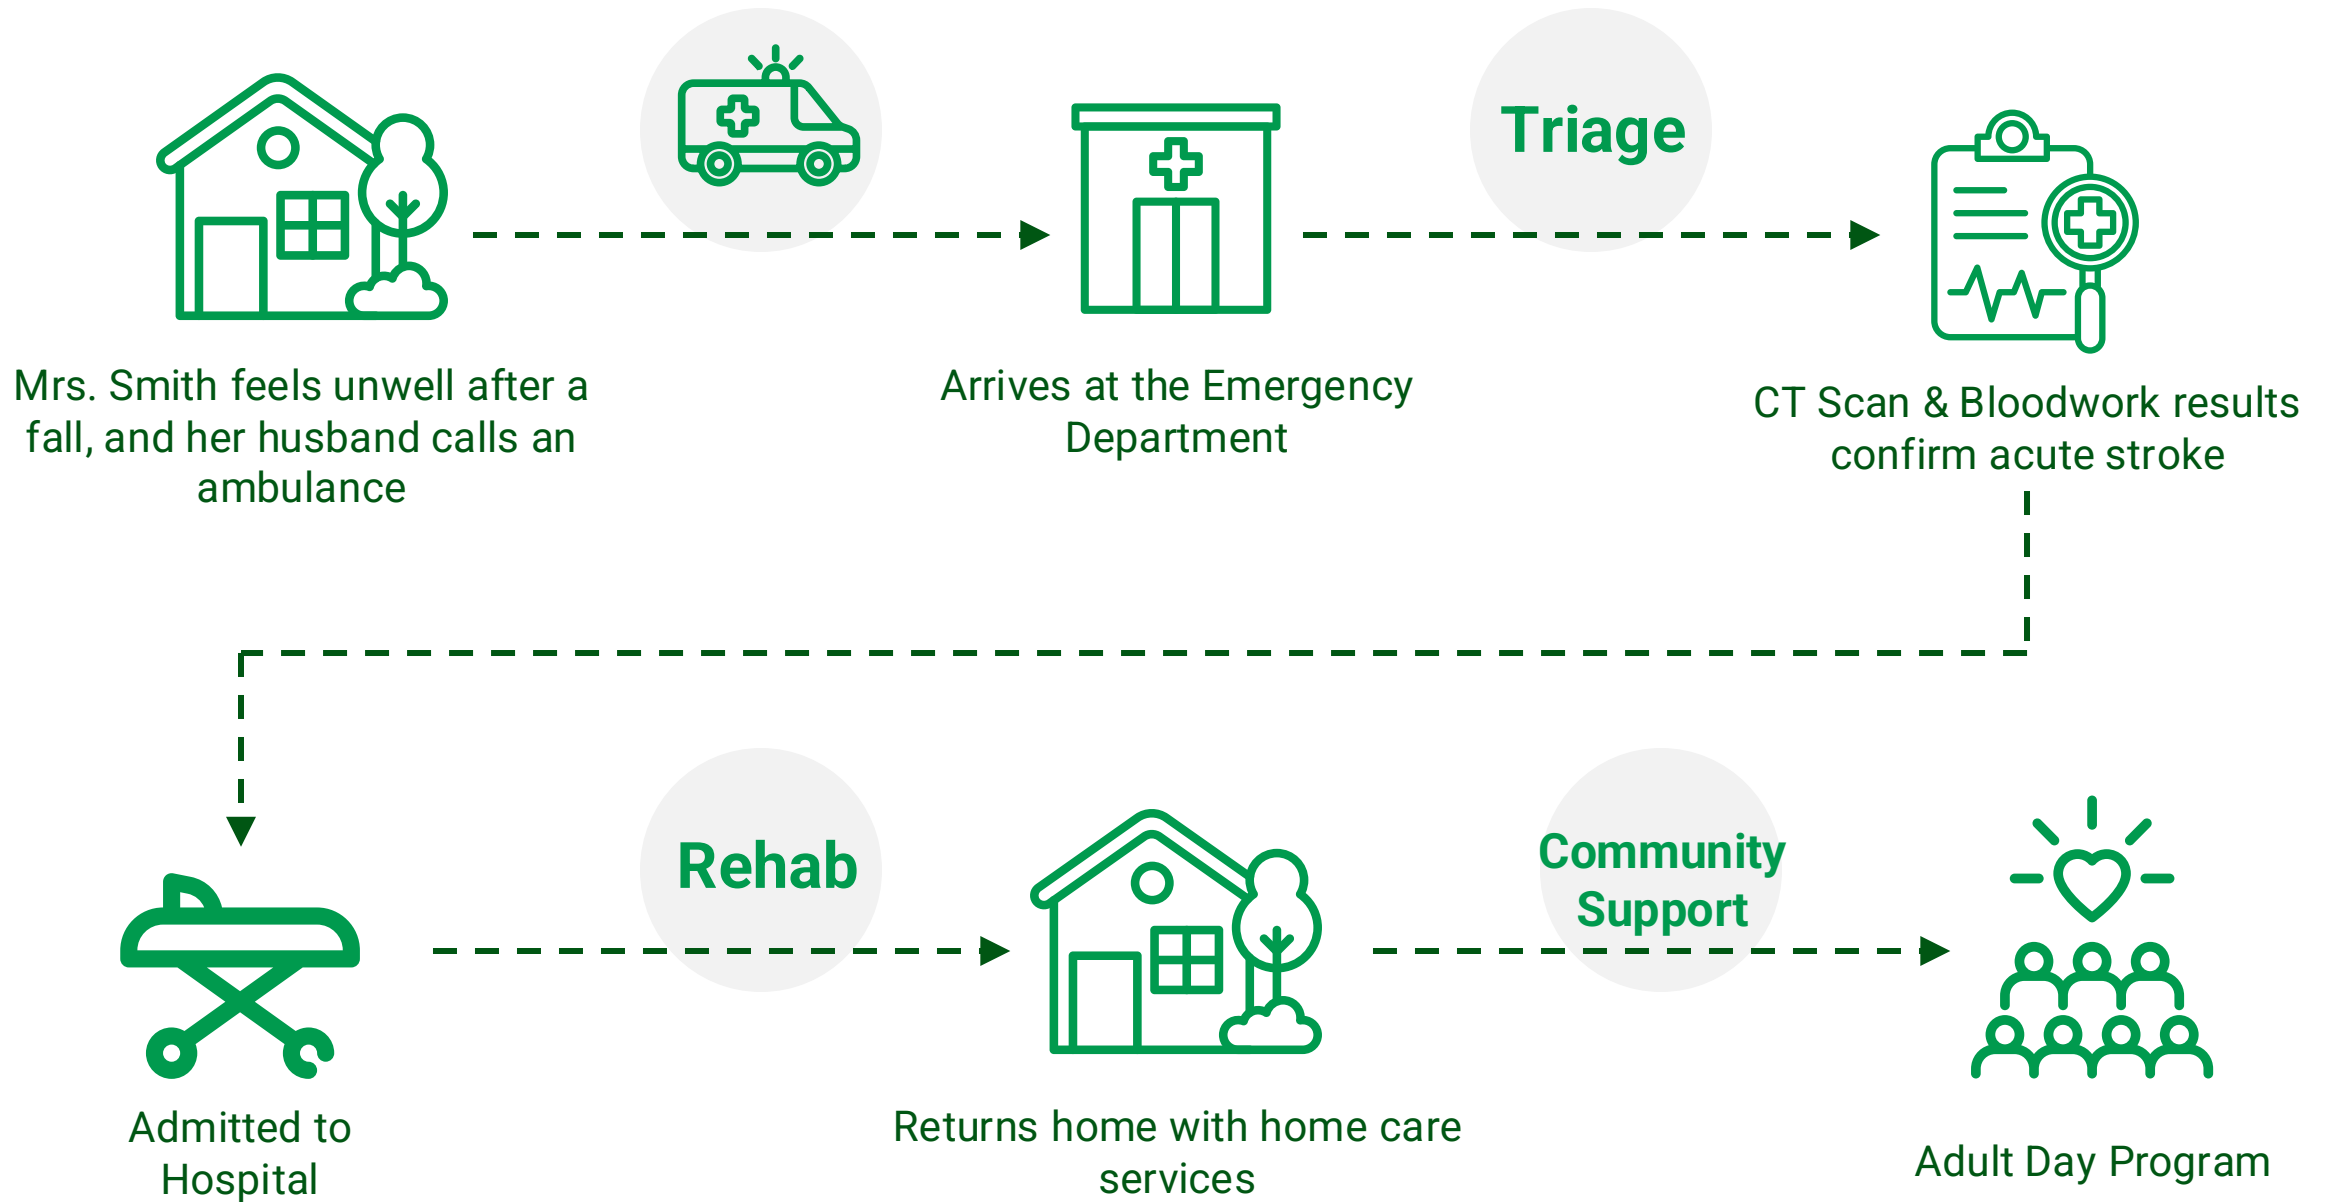 Triage
Mrs. Smith feels unwell after a
fall, and her husband calls an
ambulance
Arrives at the Emergency
Department
CT Scan & Bloodwork results
confirm acute stroke
Rehab
Community
Support
Admitted to
Hospital
Returns home with home care
services
Adult Day Program